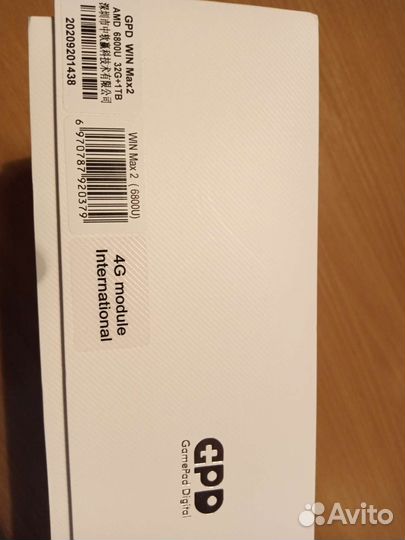 GPD WIN Max2
AMD 6800U 32G+1TB
深圳市中软赢科技术有限公司
20209201438
WIN Max 2 (6800U)
6 970787 920379
4G module
International
GPD
GamePad Digital
Avito